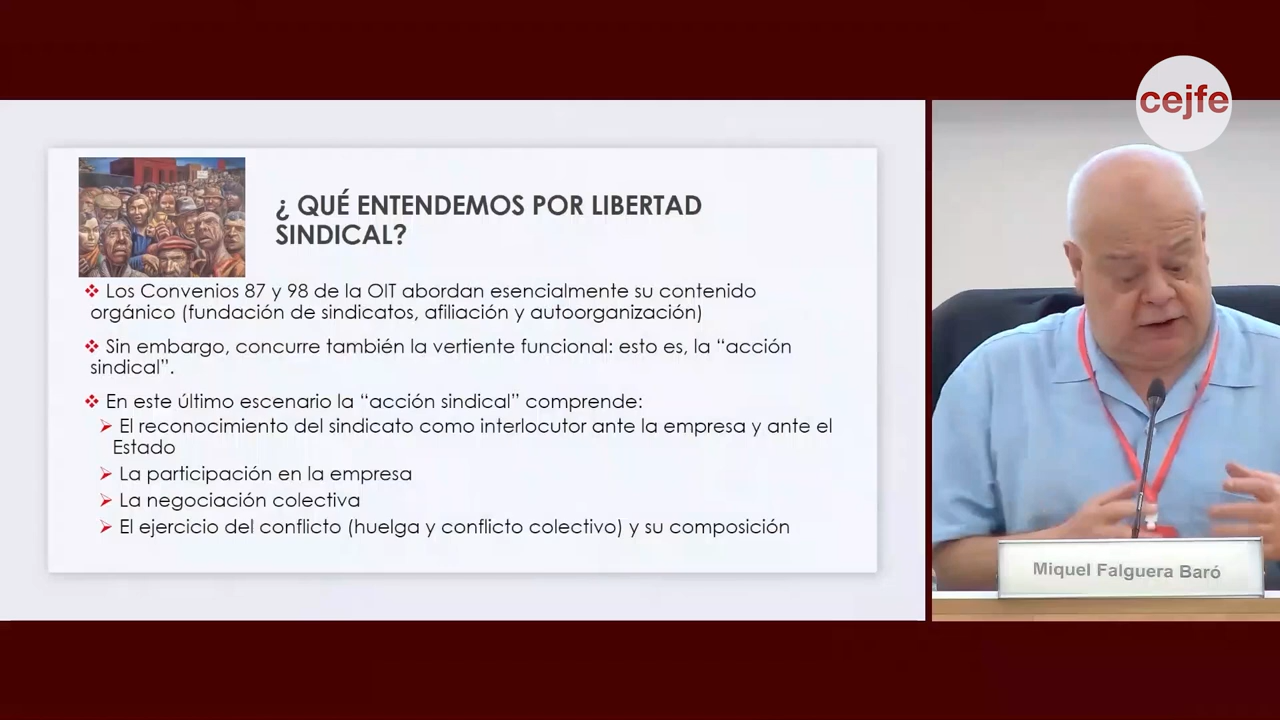 cejfe
¿ QUÉ ENTENDEMOS POR LIBERTAD
SINDICAL?
❖ Los Convenios 87 y 98 de la OIT abordan esencialmente su contenido
orgánico (fundación de sindicatos, afiliación y autoorganización)
❖ Sin embargo, concurre también la vertiente funcional: esto es, la “acción
sindical”.
❖ En este último escenario la “acción sindical” comprende:
➢ El reconocimiento del sindicato como interlocutor ante la empresa y ante el
Estado
➢ La participación en la empresa
➢ La negociación colectiva
➢ El ejercicio del conflicto (huelga y conflicto colectivo) y su composición
Miquel Falguera Baró